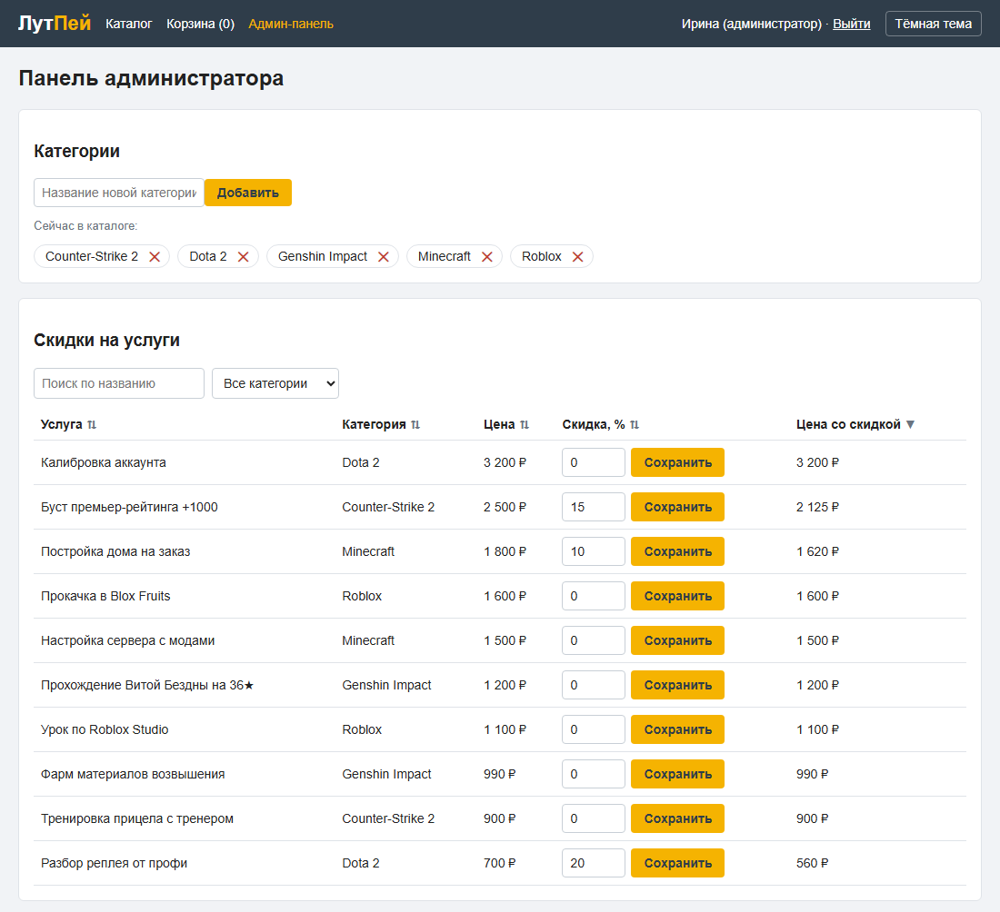 ЛутПей Каталог Корзина (0) Админ-панель Ирина (администратор) · Выйти Тёмная тема
Панель администратора
Категории
Название новой категории Добавить
Сейчас в каталоге:
Counter-Strike 2 Dota 2 Genshin Impact Minecraft Roblox
Скидки на услуги
Поиск по названию Все категории
Услуга ⇅ Категория ⇅ Цена ⇅ Скидка, % ⇅ Цена со скидкой ▼
Калибровка аккаунта Dota 2 3 200 ₽ 0 Сохранить 3 200 ₽
Буст премьер-рейтинга +1000 Counter-Strike 2 2 500 ₽ 15 Сохранить 2 125 ₽
Постройка дома на заказ Minecraft 1 800 ₽ 10 Сохранить 1 620 ₽
Прокачка в Blox Fruits Roblox 1 600 ₽ 0 Сохранить 1 600 ₽
Настройка сервера с модами Minecraft 1 500 ₽ 0 Сохранить 1 500 ₽
Прохождение Витой Бездны на 36★ Genshin Impact 1 200 ₽ 0 Сохранить 1 200 ₽
Урок по Roblox Studio Roblox 1 100 ₽ 0 Сохранить 1 100 ₽
Фарм материалов возвышения Genshin Impact 990 ₽ 0 Сохранить 990 ₽
Тренировка прицела с тренером Counter-Strike 2 900 ₽ 0 Сохранить 900 ₽
Разбор реплея от профи Dota 2 700 ₽ 20 Сохранить 560 ₽